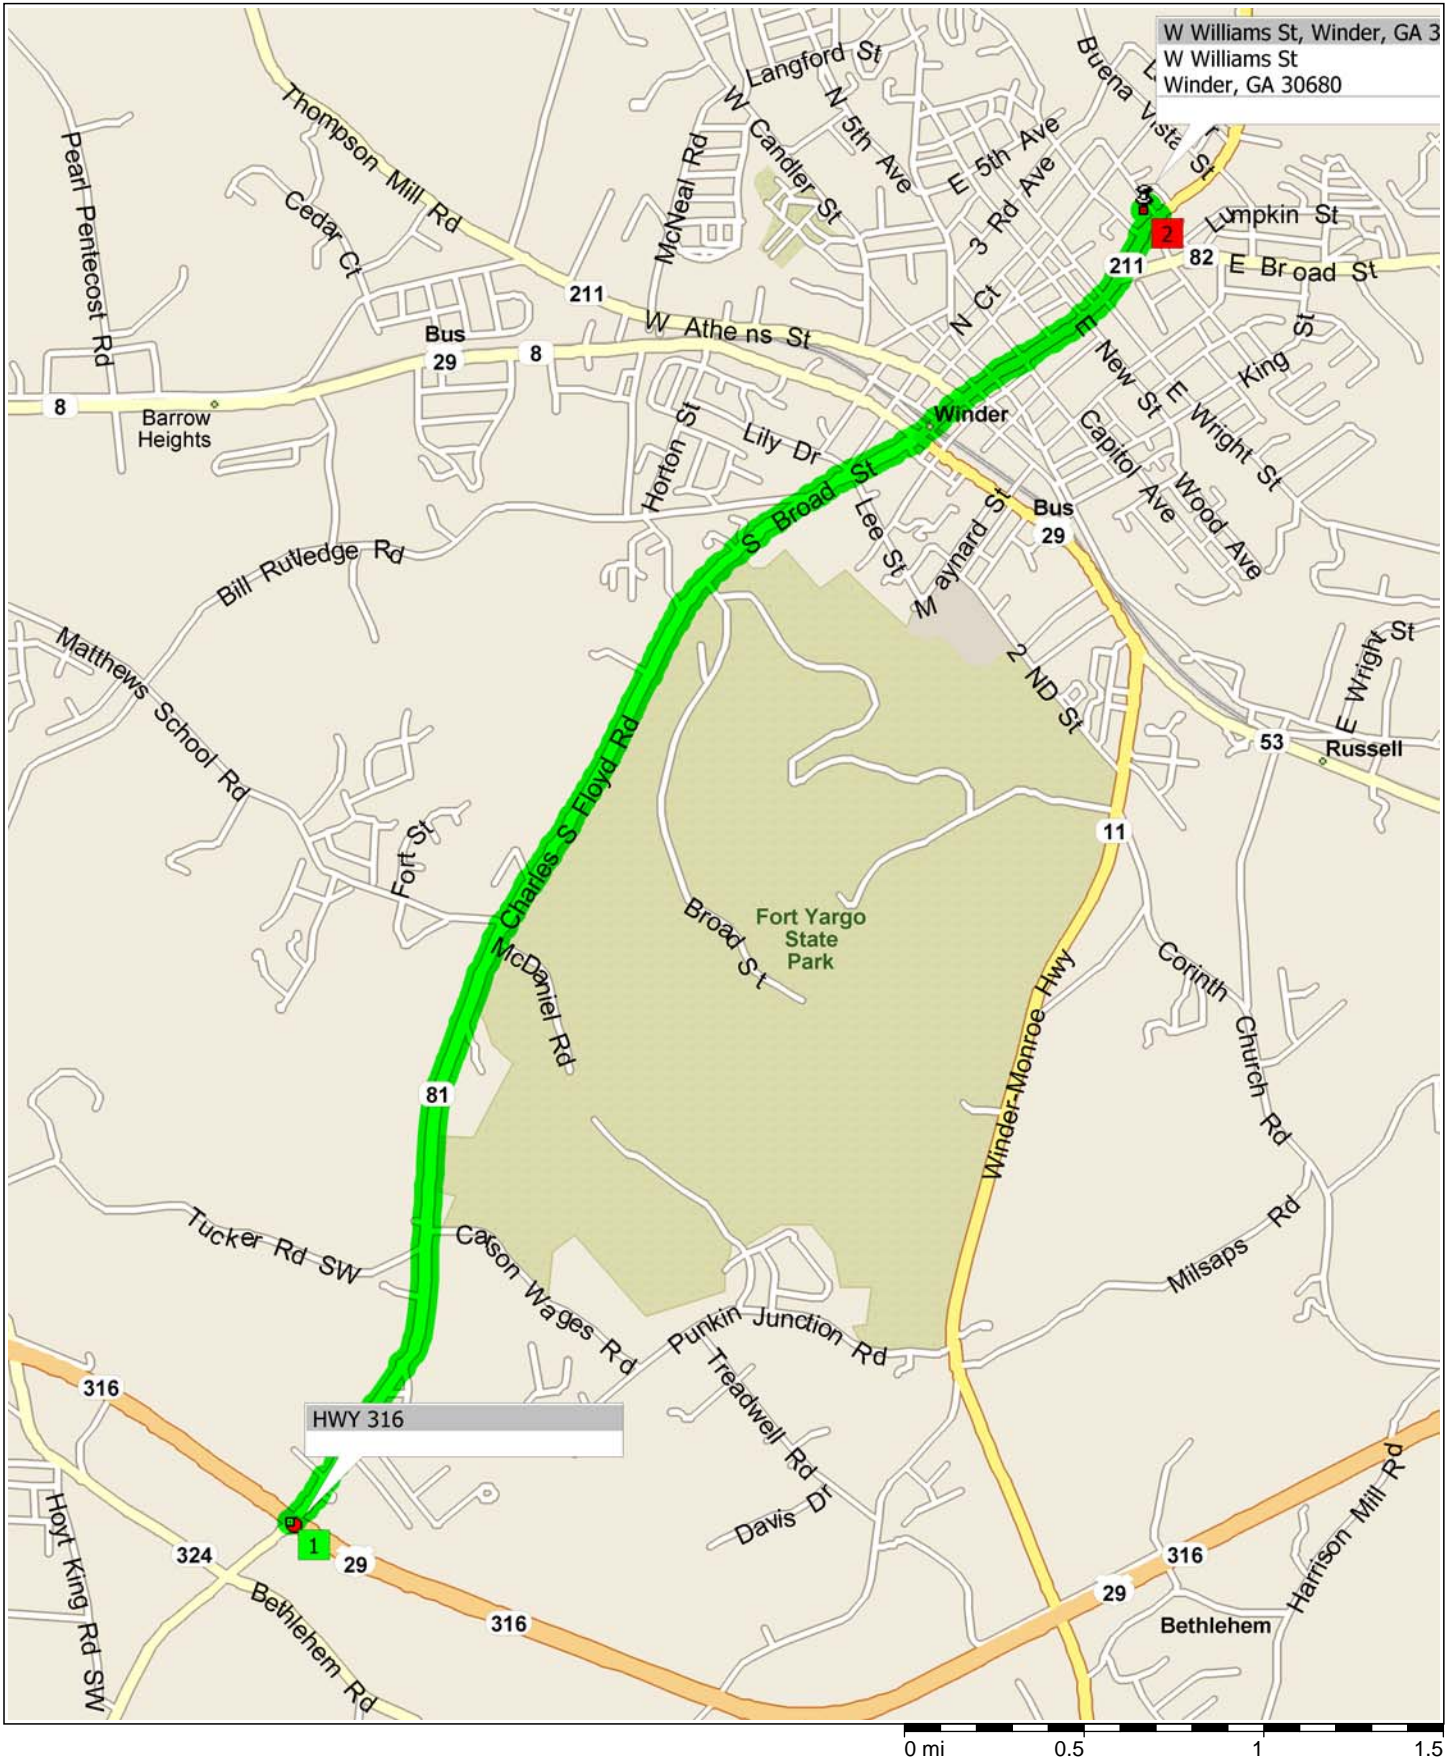 W Williams St, Winder, GA 3
W Williams St
Winder, GA 30680
Langford St
Buena Vista St
Thompson Mill Rd
Pearl Pentecost Rd
W Candler St
N 5th Ave
E 5th Ave
McNeal Rd
3 Rd Ave
Cedar Ct
Lumpkin St
2
211
82
E Broad St
211
N Ct
W Athens St
Bus
29
8
E New St
King St
8
Barrow
Heights
Winder
E Wright St
Horton St
Lily Dr
Capitol Ave
S Broad St
Wood Ave
Lee St
Maynard St
Bus
29
Bill Rutledge Rd
Matthews School Rd
2 ND St
E Wright St
53
Russell
Charles S Floyd Rd
11
Fort St
Broad St
Fort Yargo
State
Park
McDaniel Rd
Corinth Church Rd
Winder-Monroe Hwy
81
Tucker Rd SW
Carson Wages Rd
Milsaps Rd
Punkin Junction Rd
Treadwell Rd
316
HWY 316
Hoyt King Rd SW
Davis Dr
Harrison Mill Rd
1
324
29
316
29
Bethlehem Rd
316
Bethlehem
0 mi 0.5 1 1.5